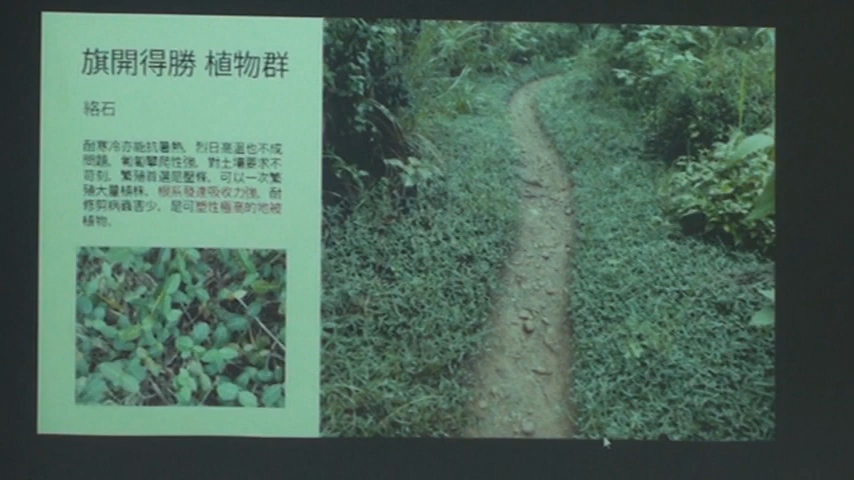 旗開得勝 植物群
絡石
耐寒冷亦能抗暑熱，烈日高溫也不成
問題，匍匐攀爬性強，對土壤要求不
苛刻，繁殖首選是壓條，可以一次繁
殖大量植株，根系發達吸收力強，耐
修剪病蟲害少，是可塑性極高的地被
植物。